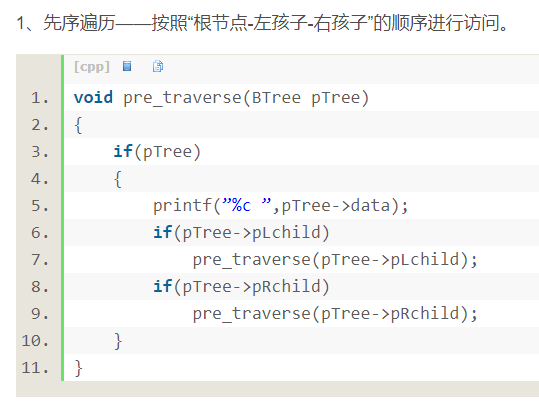 1、先序遍历——按照“根节点-左孩子-右孩子”的顺序进行访问。
[cpp]
1. void pre_traverse(BTree pTree)
2. {
3.     if(pTree)
4.     {
5.         printf(”%c ”,pTree->data);
6.         if(pTree->pLchild)
7.             pre_traverse(pTree->pLchild);
8.         if(pTree->pRchild)
9.             pre_traverse(pTree->pRchild);
10.     }
11. }